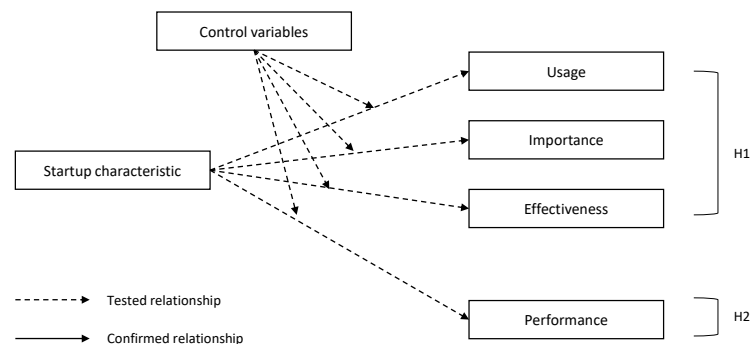 Control variables
Usage
Importance
H1
Startup characteristic
Effectiveness
Tested relationship
Performance
H2
Confirmed relationship